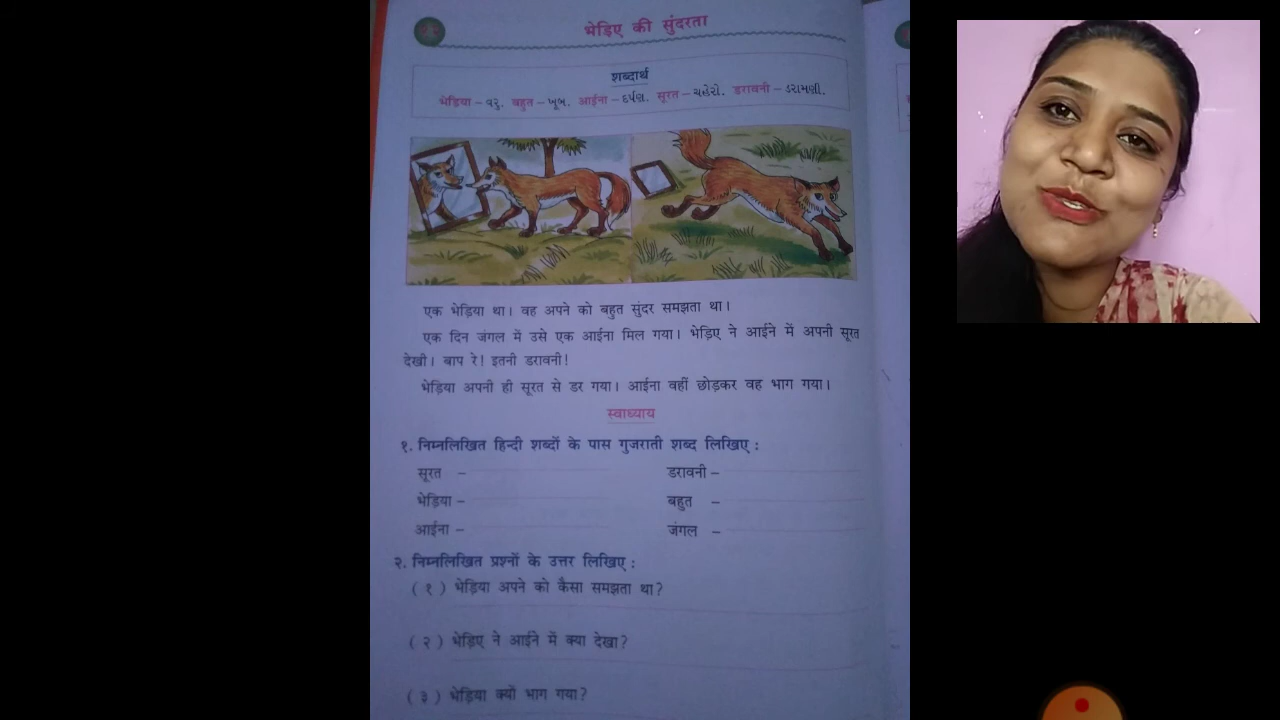 भेड़िए की सुंदरता
शब्दार्थ
भेड़िया – વરુ. बहुत – ખૂબ. आईना – દર્પણ. सूरत – ચહેરો. डरावनी – ડરામણી.
एक भेड़िया था। वह अपने को बहुत सुंदर समझता था।
एक दिन जंगल में उसे एक आईना मिल गया। भेड़िए ने आईने में अपनी सूरत
देखी। बाप रे! इतनी डरावनी!
भेड़िया अपनी ही सूरत से डर गया। आईना वहीं छोड़कर वह भाग गया।
स्वाध्याय
१. निम्नलिखित हिन्दी शब्दों के पास गुजराती शब्द लिखिए :
सूरत – डरावनी –
भेड़िया – बहुत –
आईना – जंगल –
२. निम्नलिखित प्रश्नों के उत्तर लिखिए :
( १ ) भेड़िया अपने को कैसा समझता था?
( २ ) भेड़िए ने आईने में क्या देखा?
( ३ ) भेड़िया क्यों भाग गया?